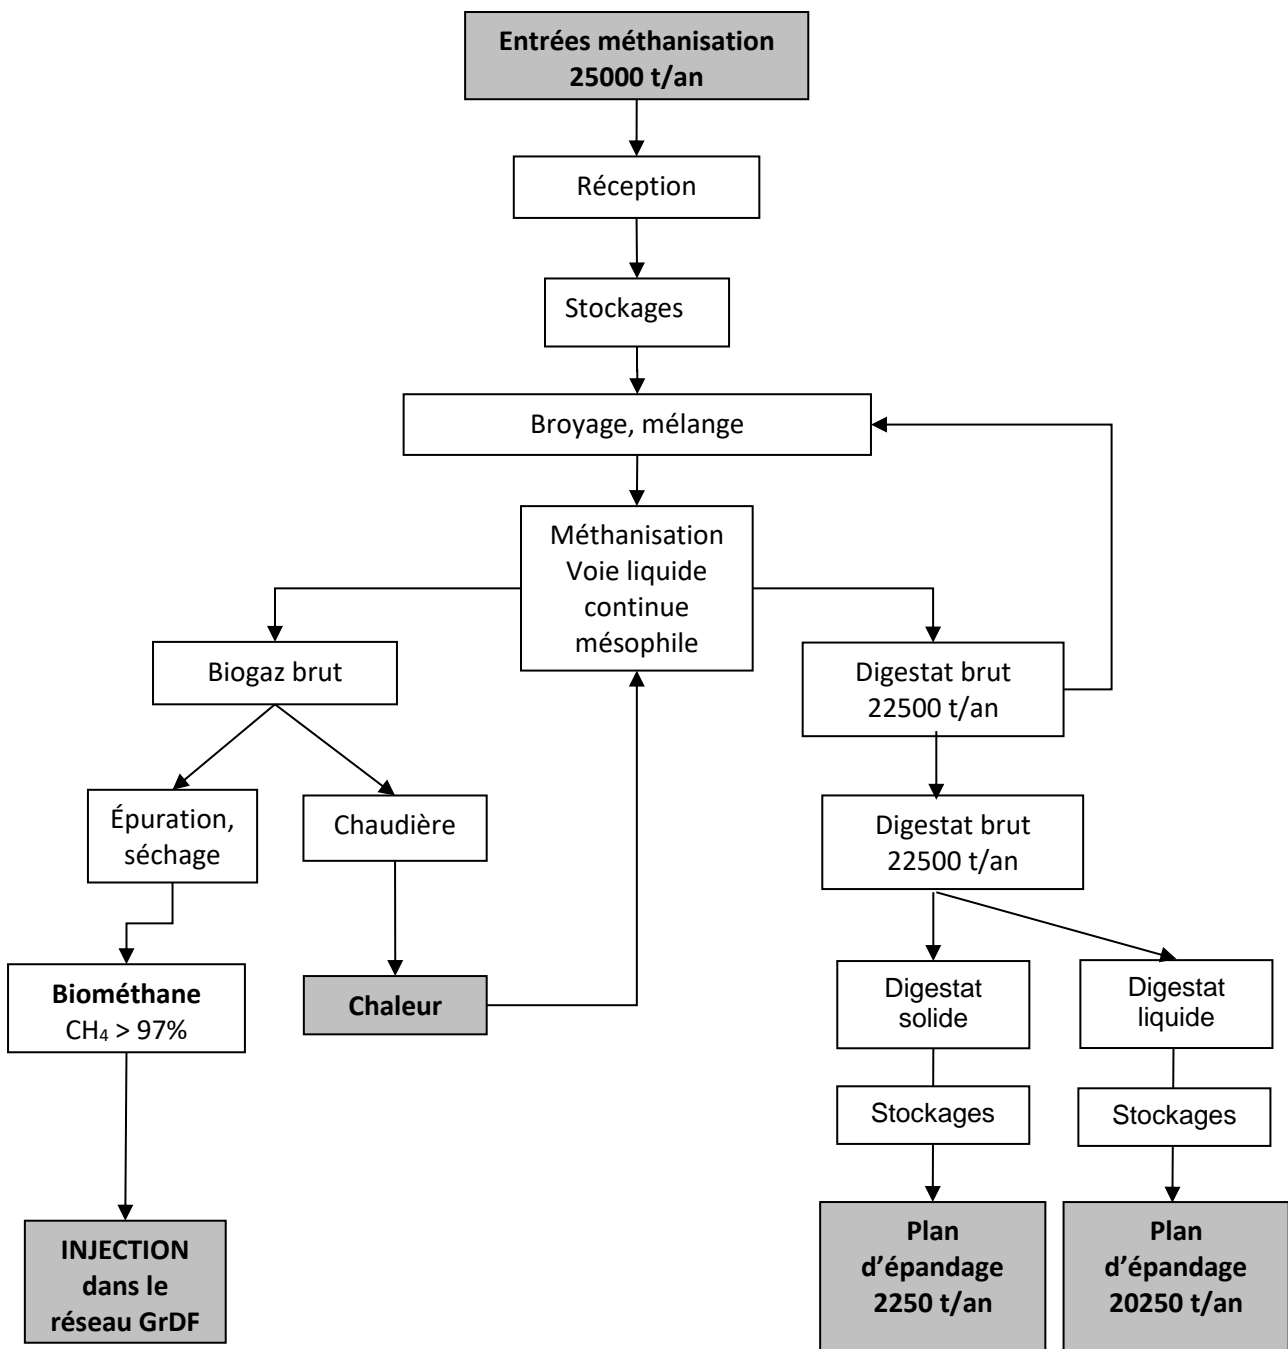 Entrées méthanisation
25000 t/an
Réception
Stockages
Broyage, mélange
Méthanisation
Voie liquide
continue
mésophile
Biogaz brut
Digestat brut
22500 t/an
Épuration,
séchage
Chaudière
Digestat brut
22500 t/an
Biométhane
CH₄ > 97%
Chaleur
Digestat
solide
Digestat
liquide
Stockages
Stockages
INJECTION
dans le
réseau GrDF
Plan
d’épandage
2250 t/an
Plan
d’épandage
20250 t/an